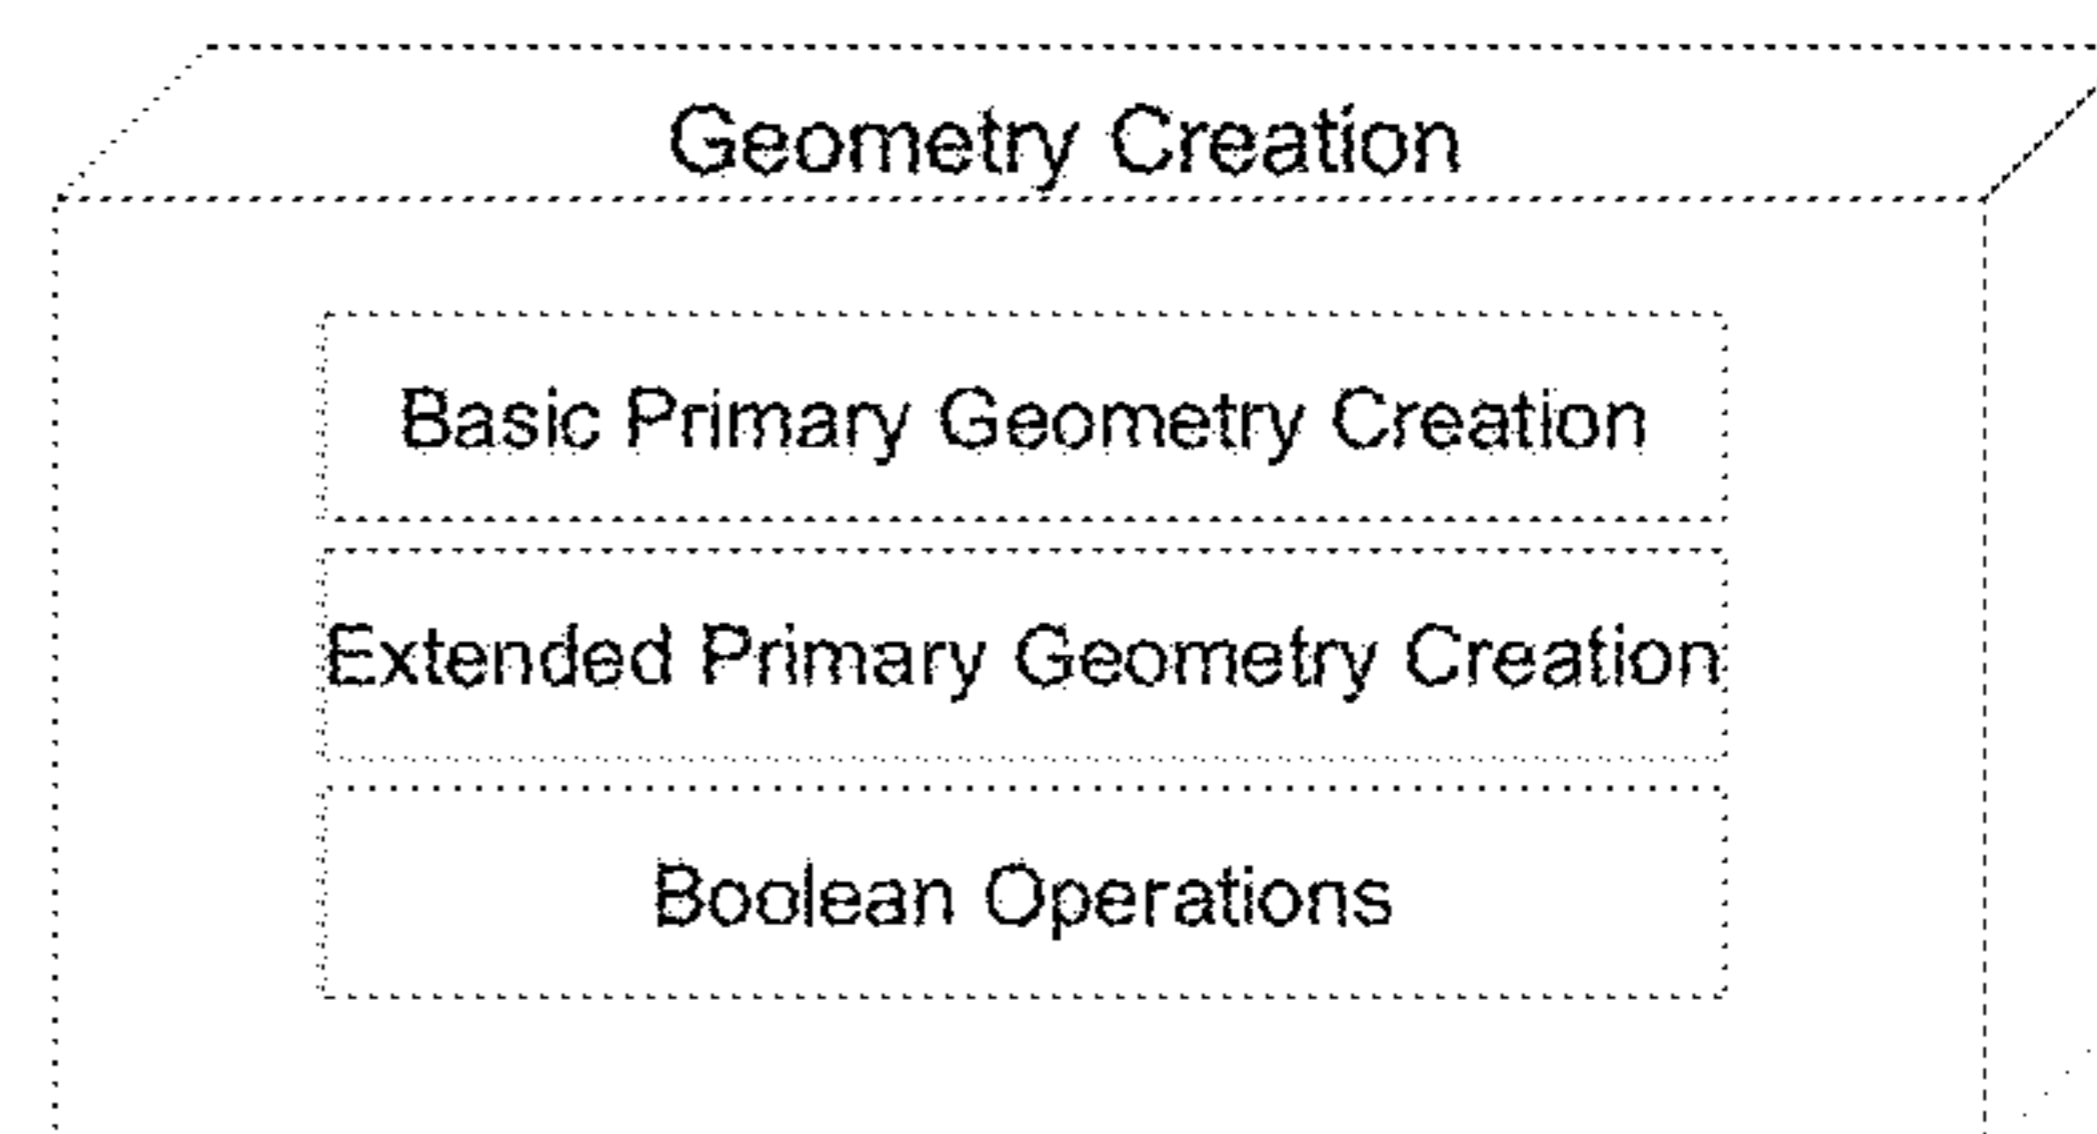 Geometry Creation
Basic Primary Geometry Creation
Extended Primary Geometry Creation
Boolean Operations